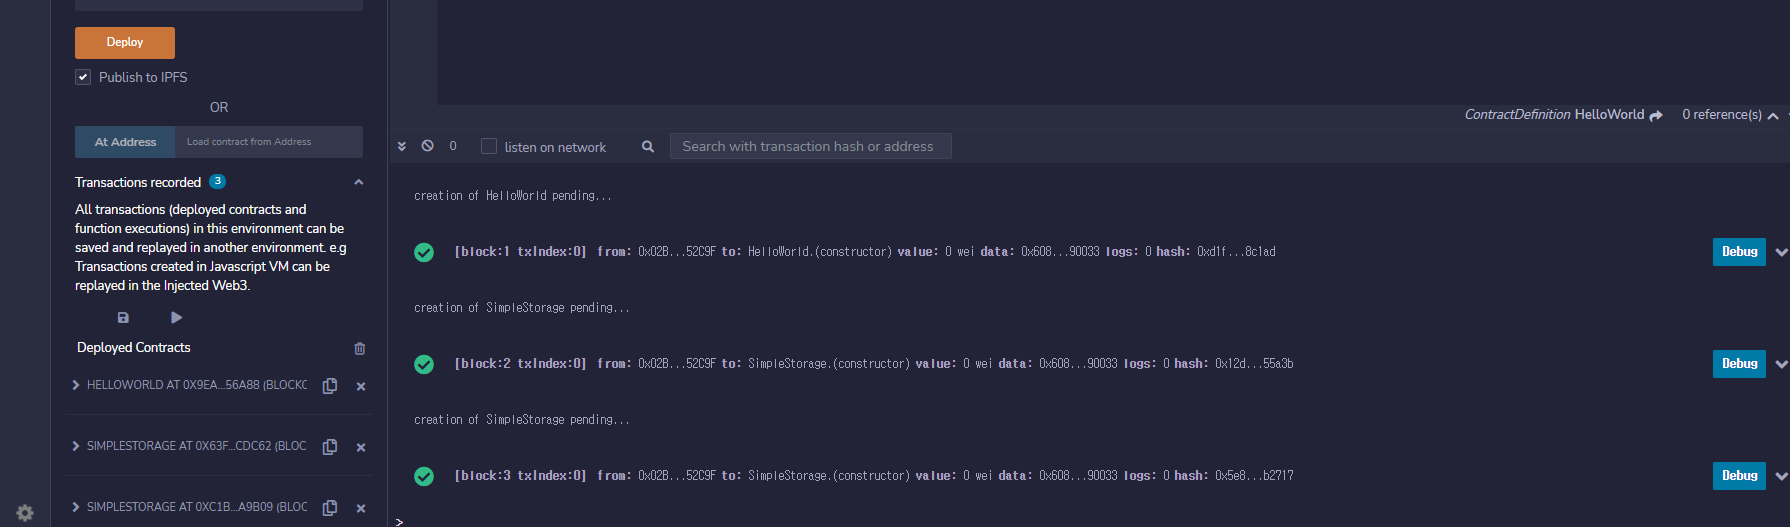 Deploy
Publish to IPFS
OR
At Address
Load contract from Address
Transactions recorded 3
All transactions (deployed contracts and
function executions) in this environment can be
saved and replayed in another environment. e.g
Transactions created in Javascript VM can be
replayed in the Injected Web3.
Deployed Contracts
HELLOWORLD AT 0X9EA...56A88 (BLOCKC
SIMPLESTORAGE AT 0X63F...CDC62 (BLOC
SIMPLESTORAGE AT 0XC1B...A9B09 (BLOC
ContractDefinition HelloWorld 0 reference(s)
0 listen on network Search with transaction hash or address
creation of HelloWorld pending...
[block:1 txIndex:0] from: 0x02B...52C9F to: HelloWorld.(constructor) value: 0 wei data: 0x608...90033 logs: 0 hash: 0xd1f...8c1ad Debug
creation of SimpleStorage pending...
[block:2 txIndex:0] from: 0x02B...52C9F to: SimpleStorage.(constructor) value: 0 wei data: 0x608...90033 logs: 0 hash: 0x12d...55a3b Debug
creation of SimpleStorage pending...
[block:3 txIndex:0] from: 0x02B...52C9F to: SimpleStorage.(constructor) value: 0 wei data: 0x608...90033 logs: 0 hash: 0x5e8...b2717 Debug
>